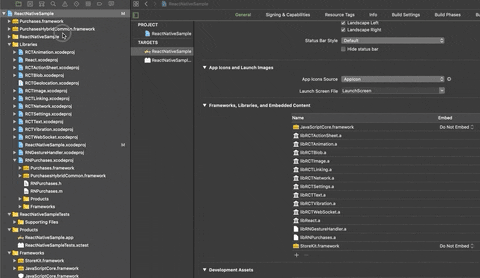 ReactNativeSample M
Purchases.framework
PurchasesHybridCommon.framework
ReactNativeSample
Libraries
RCTAnimation.xcodeproj
React.xcodeproj
RCTActionSheet.xcodeproj
RCTBlob.xcodeproj
RCTGeolocation.xcodeproj
RCTImage.xcodeproj
RCTLinking.xcodeproj
RCTNetwork.xcodeproj
RCTSettings.xcodeproj
RCTText.xcodeproj
RCTVibration.xcodeproj
RCTWebSocket.xcodeproj
ReactNativeSample.xcodeproj M
RNGestureHandler.xcodeproj
RNPurchases.xcodeproj
Purchases.framework
PurchasesHybridCommon.framework
RNPurchases.h
RNPurchases.m
Products
Frameworks
ReactNativeSampleTests
Supporting Files
Products
ReactNativeSample.app
ReactNativeSampleTests.xctest
Frameworks
StoreKit.framework
JavaScriptCore.framework
JavaScriptCore.framework
ReactNativeSample
General
Signing & Capabilities
Resource Tags
Info
Build Settings
Build Phases
PROJECT
ReactNativeSample
TARGETS
ReactNativeSample
ReactNativeSampl...
Landscape Left
Landscape Right
Status Bar Style Default
Hide status bar
App Icons and Launch Images
App Icons Source AppIcon
Launch Screen File LaunchScreen
Frameworks, Libraries, and Embedded Content
Name Embed
JavaScriptCore.framework Do Not Embed
libRCTActionSheet.a
libRCTAnimation.a
libRCTBlob.a
libRCTImage.a
libRCTLinking.a
libRCTNetwork.a
libRCTSettings.a
libRCTText.a
libRCTVibration.a
libRCTWebSocket.a
libReact.a
libRNGestureHandler.a
libRNPurchases.a
StoreKit.framework Do Not Embed
+ −
Development Assets